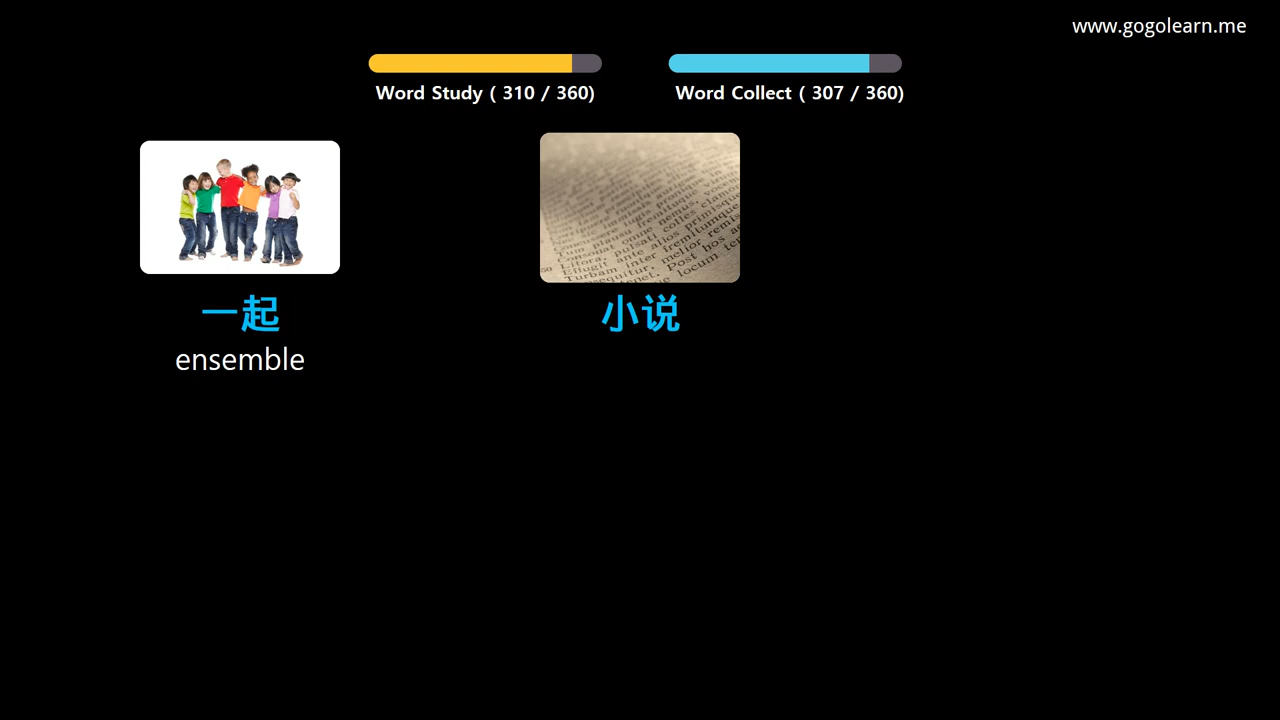 www.gogolearn.me
Word Study ( 310 / 360)
Word Collect ( 307 / 360)
一起
小说
ensemble